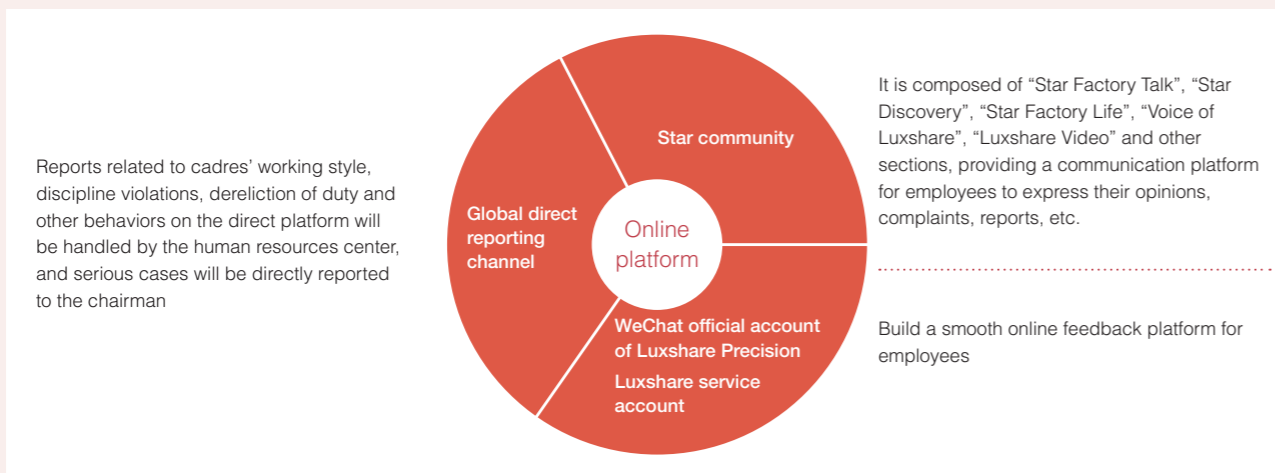 Reports related to cadres’ working style,
discipline violations, dereliction of duty and
other behaviors on the direct platform will
be handled by the human resources center,
and serious cases will be directly reported
to the chairman
Global direct
reporting
channel
Star community
Online
platform
WeChat official account
of Luxshare Precision
Luxshare service
account
It is composed of “Star Factory Talk”, “Star
Discovery”, “Star Factory Life”, “Voice of
Luxshare”, “Luxshare Video” and other
sections, providing a communication platform
for employees to express their opinions,
complaints, reports, etc.
Build a smooth online feedback platform for
employees